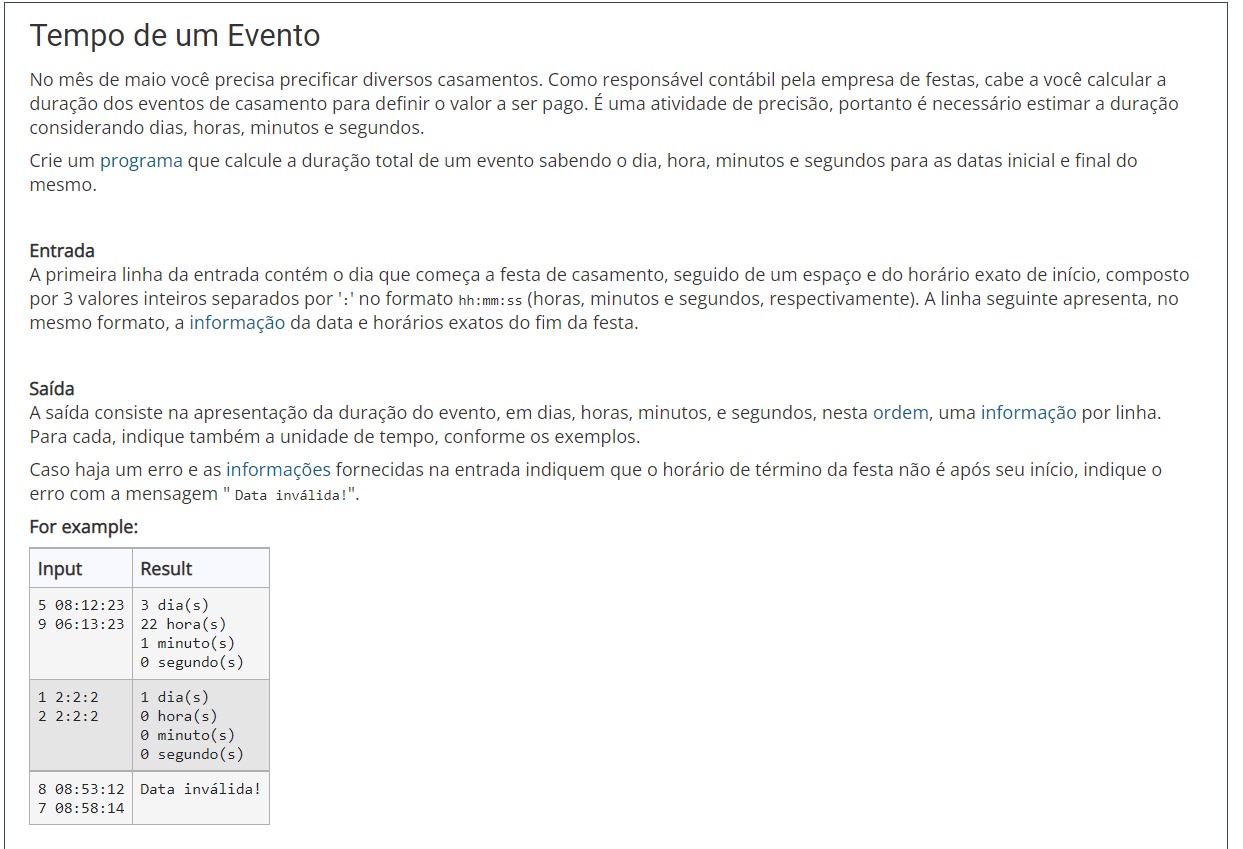 Tempo de um Evento
No mês de maio você precisa precificar diversos casamentos. Como responsável contábil pela empresa de festas, cabe a você calcular a
duração dos eventos de casamento para definir o valor a ser pago. É uma atividade de precisão, portanto é necessário estimar a duração
considerando dias, horas, minutos e segundos.
Crie um programa que calcule a duração total de um evento sabendo o dia, hora, minutos e segundos para as datas inicial e final do
mesmo.
Entrada
A primeira linha da entrada contém o dia que começa a festa de casamento, seguido de um espaço e do horário exato de início, composto
por 3 valores inteiros separados por ':' no formato hh:mm:ss (horas, minutos e segundos, respectivamente). A linha seguinte apresenta, no
mesmo formato, a informação da data e horários exatos do fim da festa.
Saída
A saída consiste na apresentação da duração do evento, em dias, horas, minutos, e segundos, nesta ordem, uma informação por linha.
Para cada, indique também a unidade de tempo, conforme os exemplos.
Caso haja um erro e as informações fornecidas na entrada indiquem que o horário de término da festa não é após seu início, indique o
erro com a mensagem " Data inválida!".
For example:
Input Result
5 08:12:23 3 dia(s)
9 06:13:23 22 hora(s)
1 minuto(s)
0 segundo(s)
1 2:2:2 1 dia(s)
2 2:2:2 0 hora(s)
0 minuto(s)
0 segundo(s)
8 08:53:12 Data inválida!
7 08:58:14